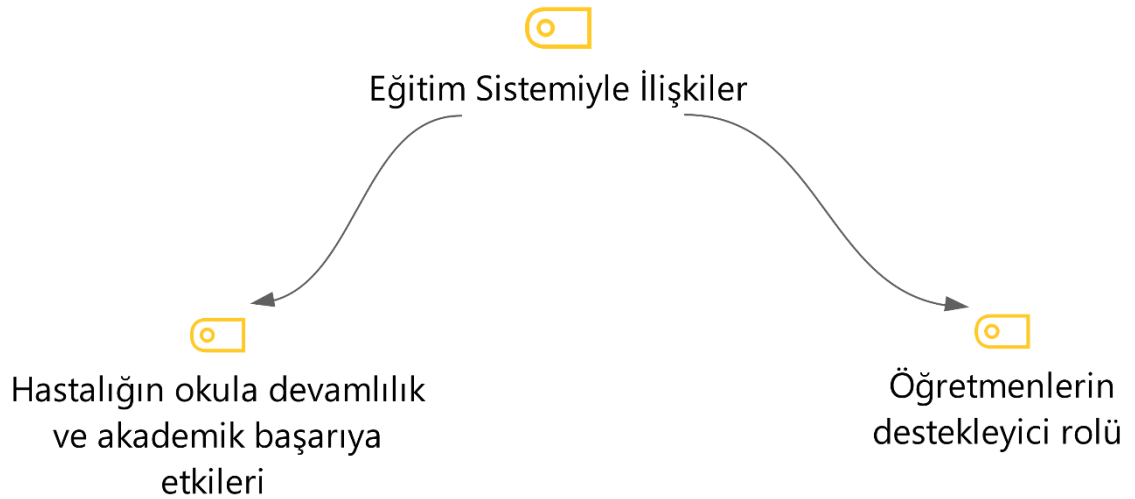 Eğitim Sistemiyle İlişkiler
Hastalığın okula devamlılık
ve akademik başarıya
etkileri
Öğretmenlerin
destekleyici rolü